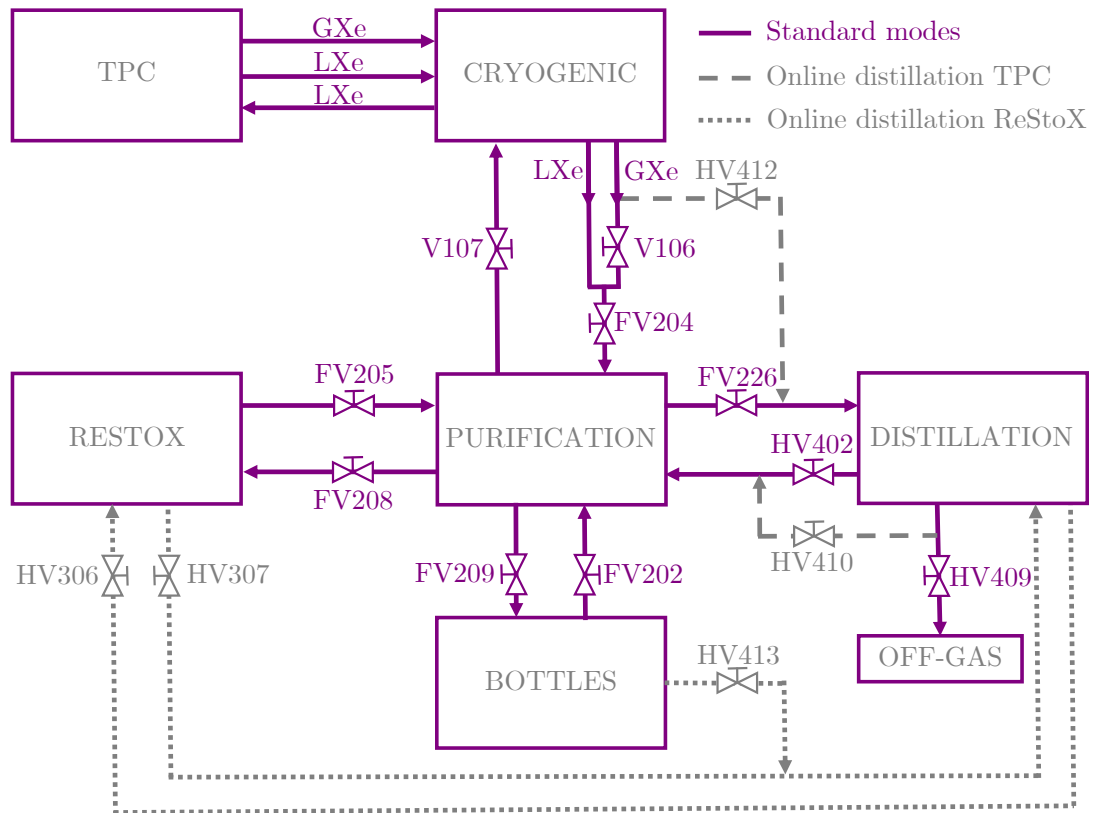 GXe
LXe
LXe
TPC
CRYOGENIC
Standard modes
Online distillation TPC
Online distillation ReStoX
LXe
GXe
HV412
V107
V106
FV204
FV205
FV226
RESTOX
PURIFICATION
DISTILLATION
HV402
FV208
HV410
HV306
HV307
FV209
FV202
HV409
BOTTLES
HV413
OFF-GAS